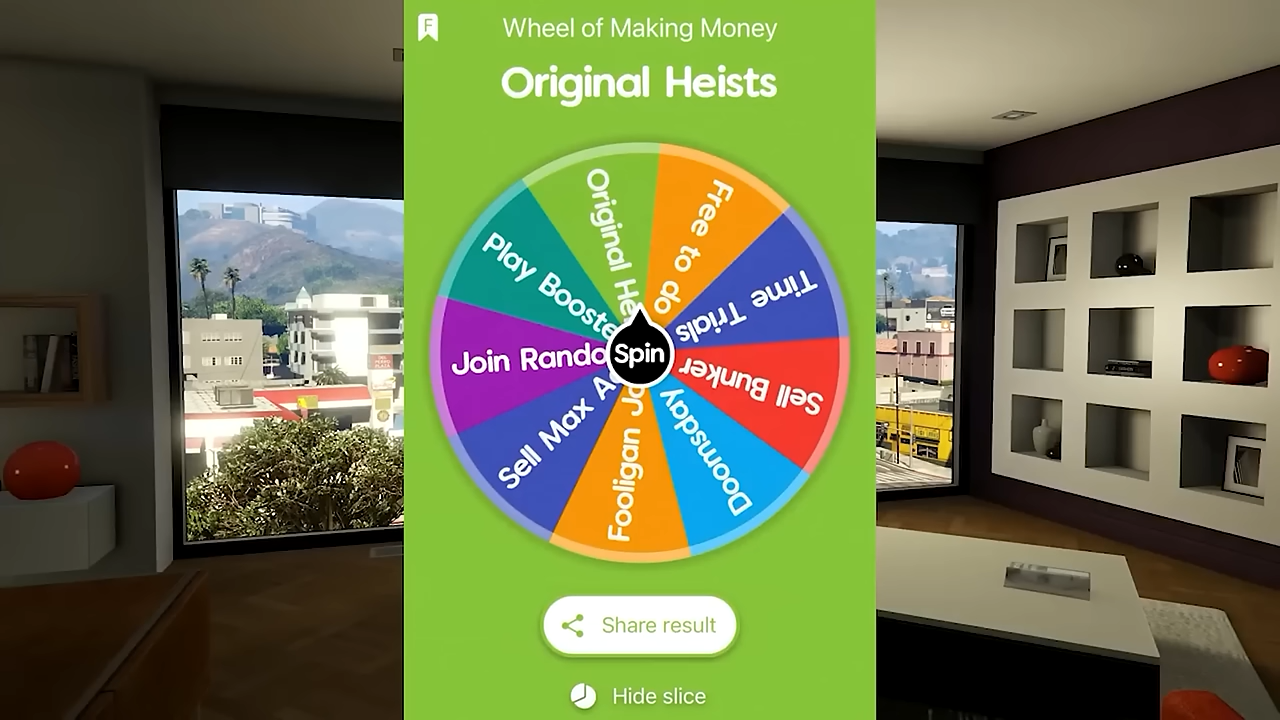 F
Wheel of Making Money
Original Heists
Original He
Free to do
Time Trials
Sell Bunker
Doomsday
Fooligan Jo
Sell Max A
Join Rando
Play Booste
Spin
Share result
Hide slice